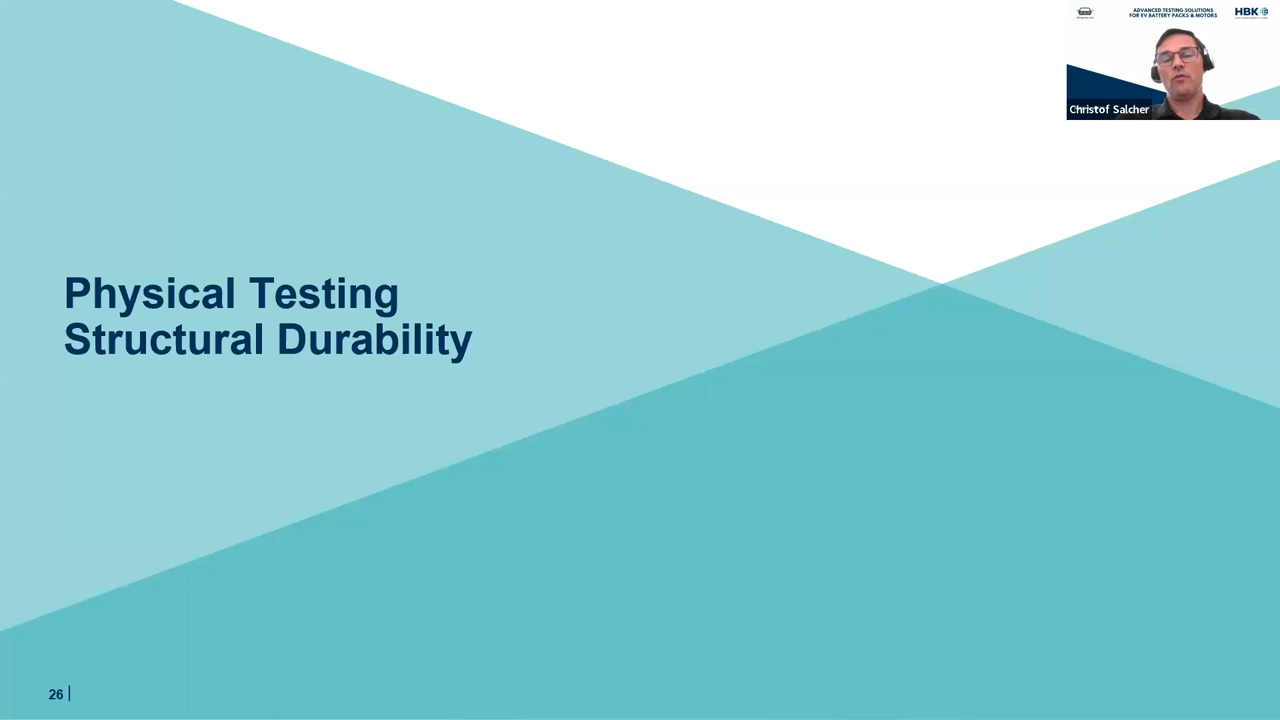 ADVANCED TESTING SOLUTIONS
FOR EV BATTERY PACKS & MOTORS
HBK
Christof Salcher
Physical Testing
Structural Durability
26